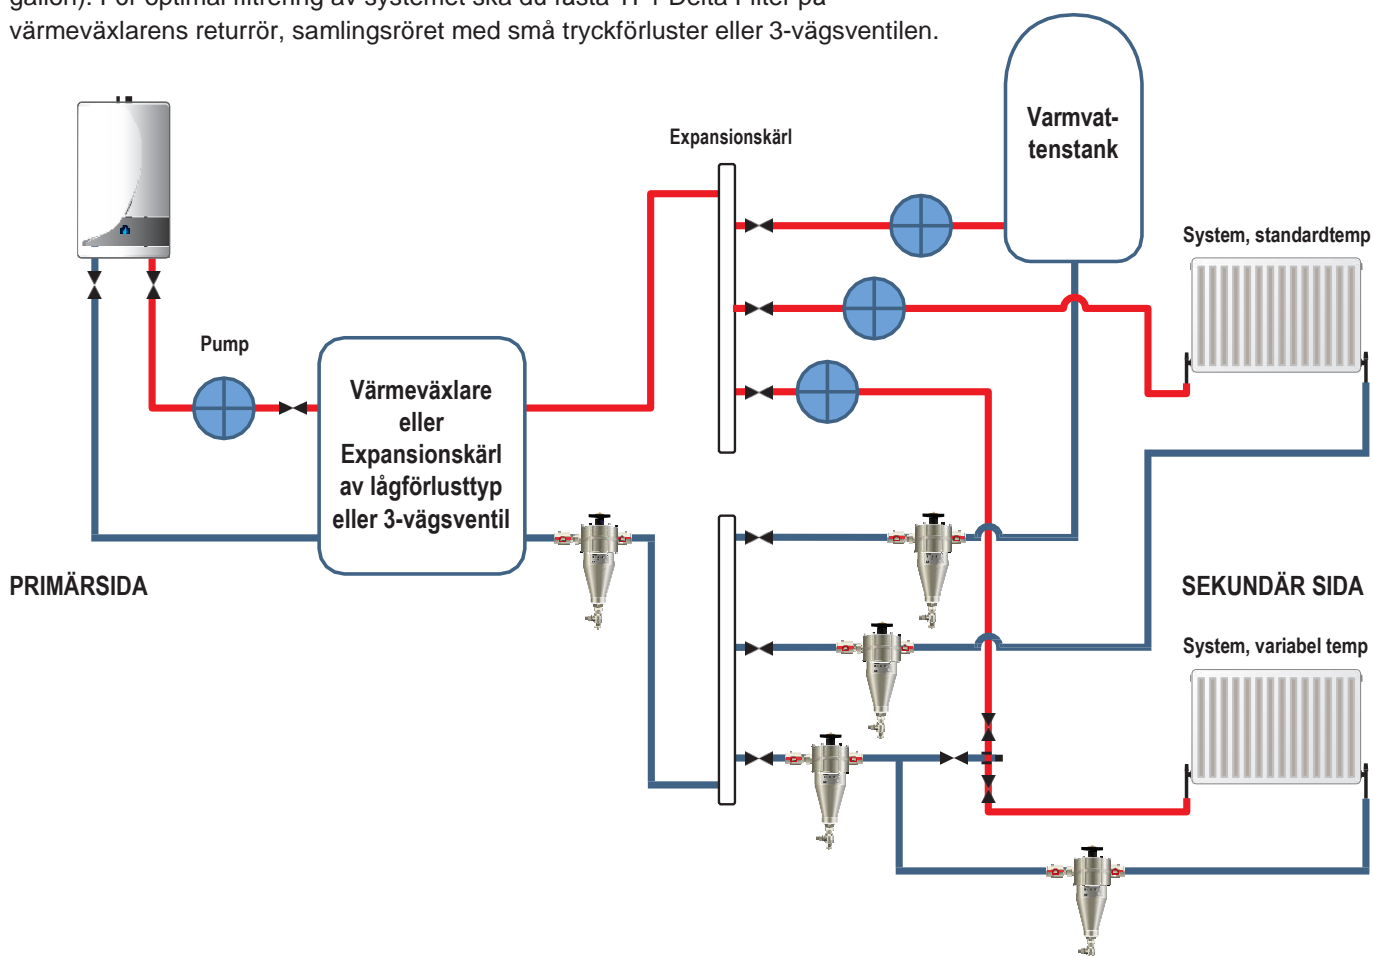 värmeväxlarens returrör, samlingsröret med små tryckförluster eller 3-vägsventilen.
Varmvat-
tenstank
Expansionskärl
System, standardtemp
Pump
Värmeväxlare
eller
Expansionskärl
av lågförlusttyp
eller 3-vägsventil
PRIMÄRSIDA
SEKUNDÄR SIDA
System, variabel temp